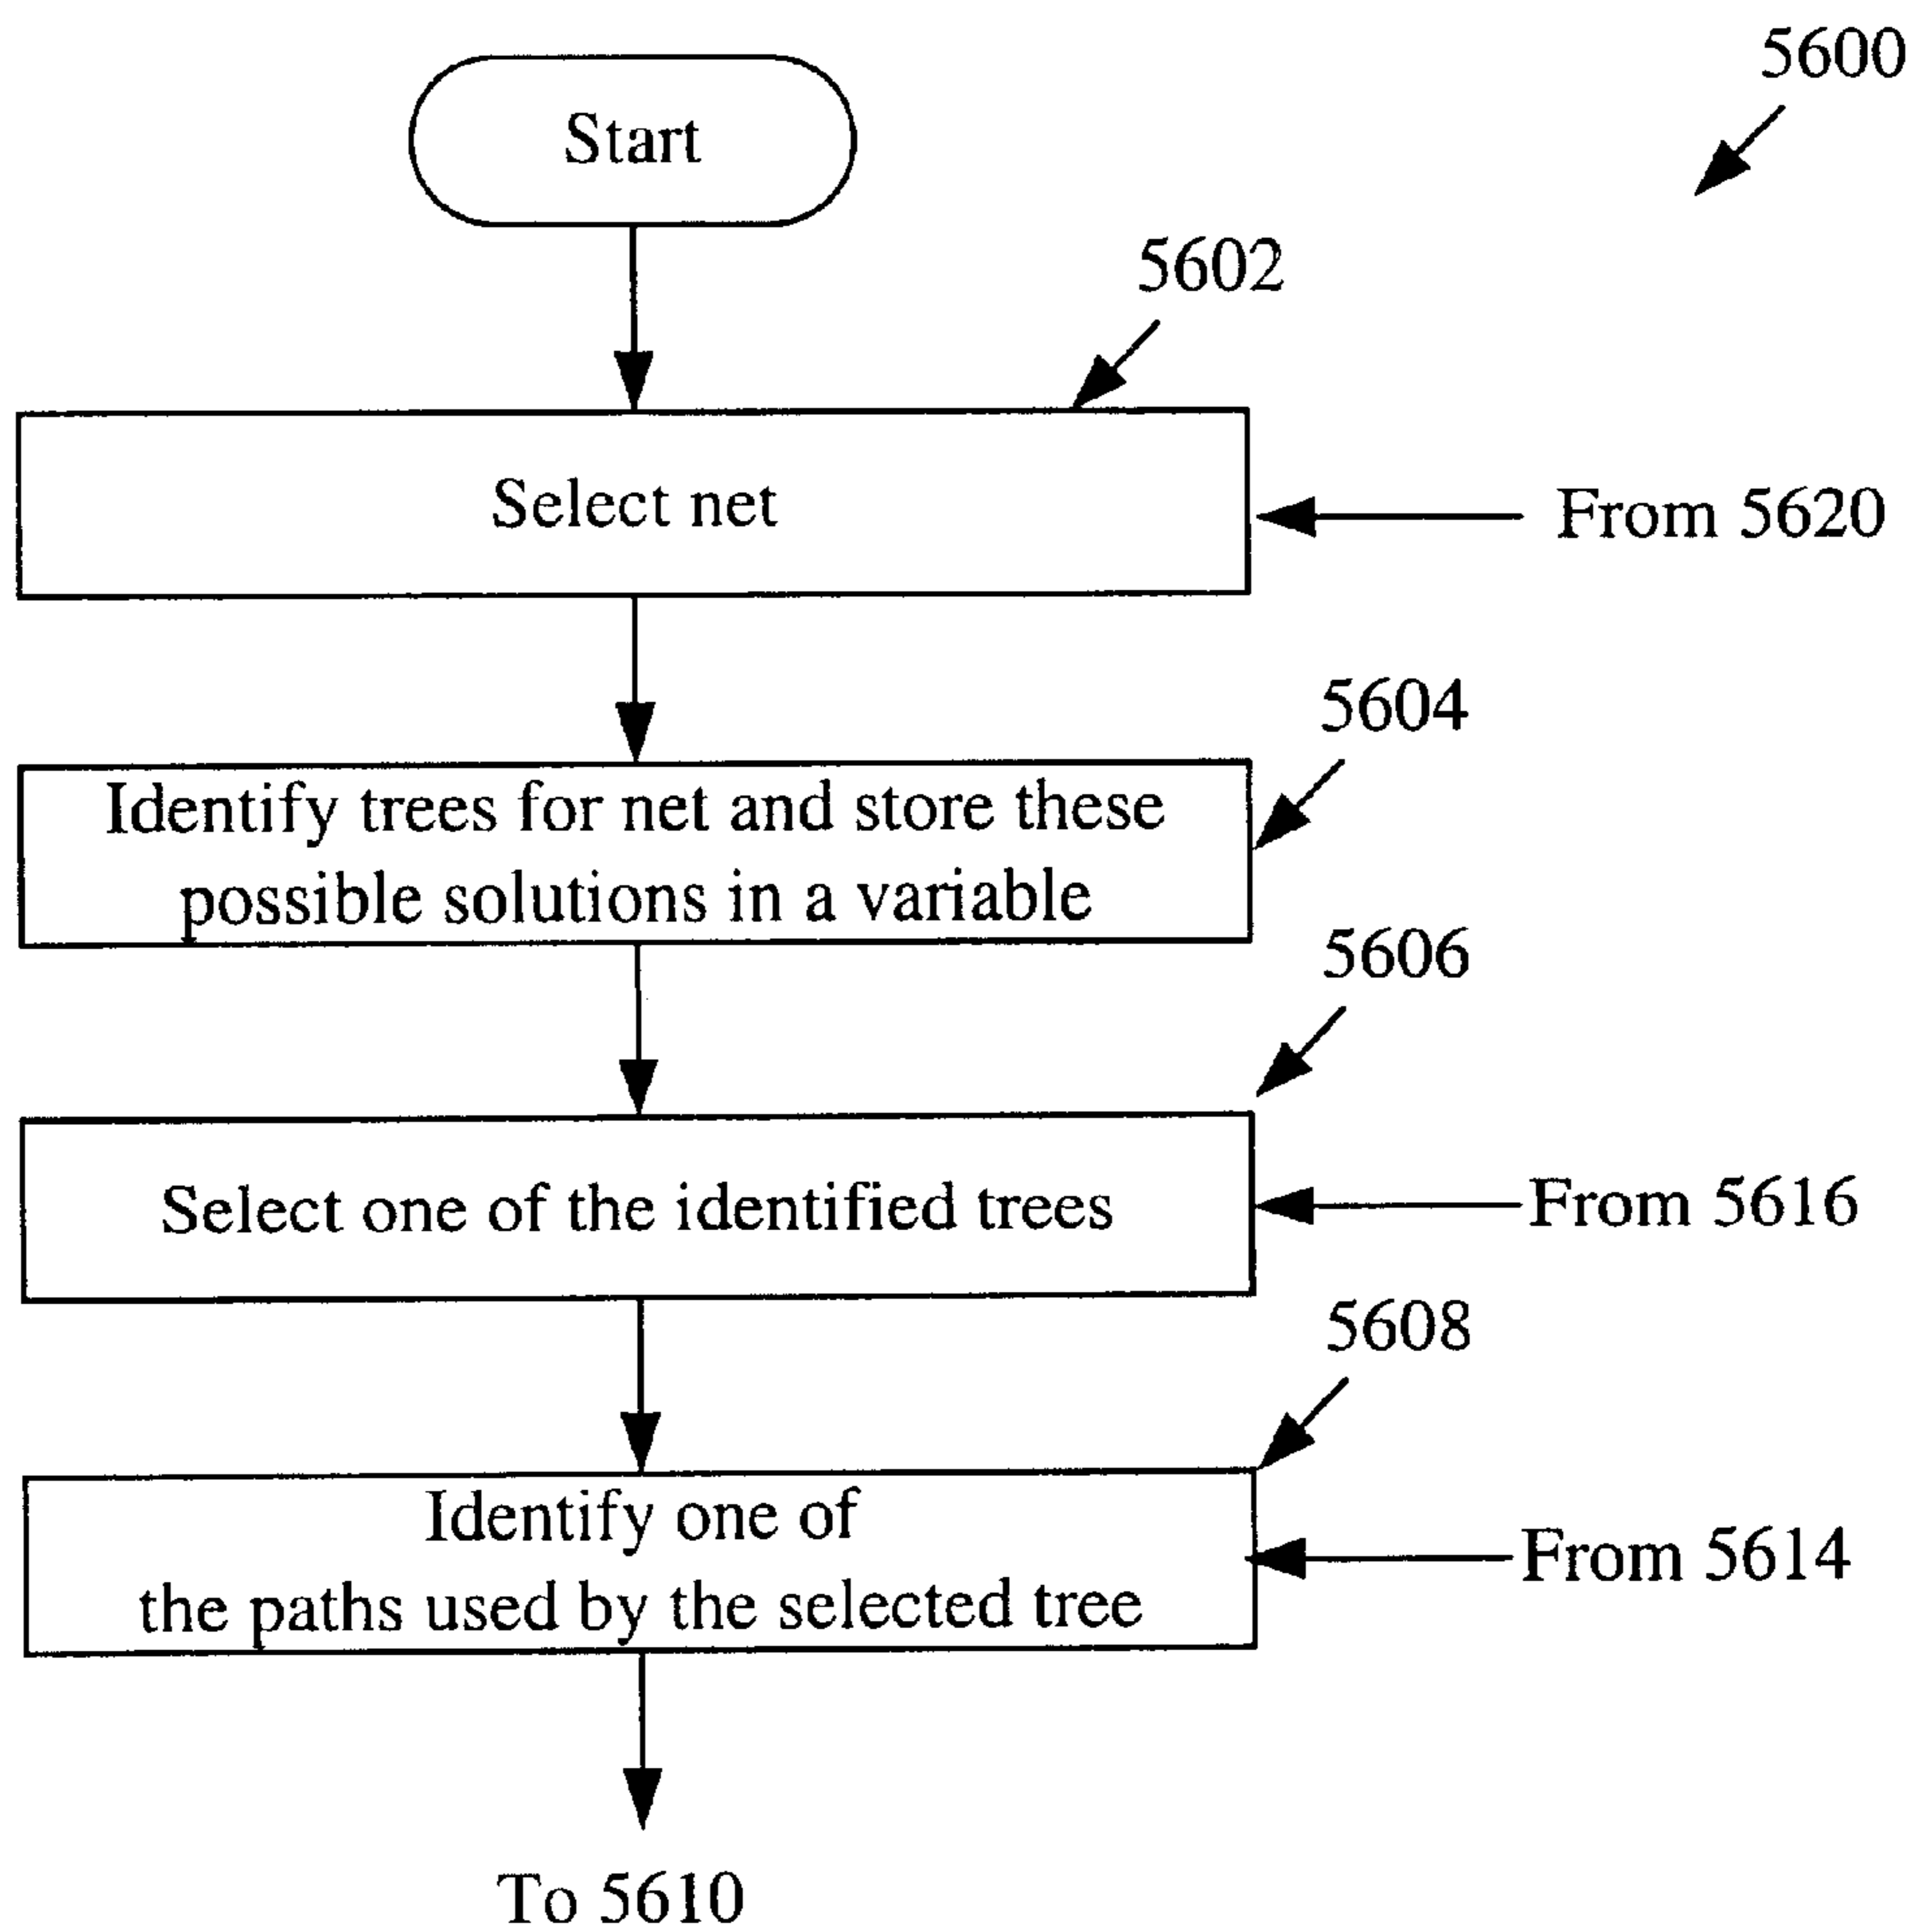 5600
Start
5602
Select net
From 5620
5604
Identify trees for net and store these
possible solutions in a variable
5606
Select one of the identified trees
From 5616
5608
Identify one of
the paths used by the selected tree
From 5614
To 5610